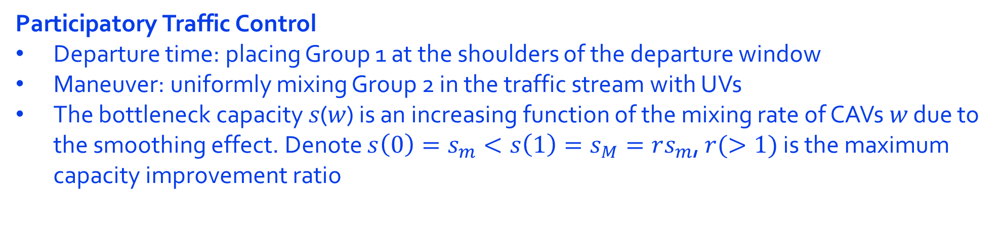 Participatory Traffic Control
• Departure time: placing Group 1 at the shoulders of the departure window
• Maneuver: uniformly mixing Group 2 in the traffic stream with UVs
• The bottleneck capacity s(w) is an increasing function of the mixing rate of CAVs w due to
the smoothing effect. Denote s(0) = sₘ < s(1) = s_M = rsₘ, r(> 1) is the maximum
capacity improvement ratio